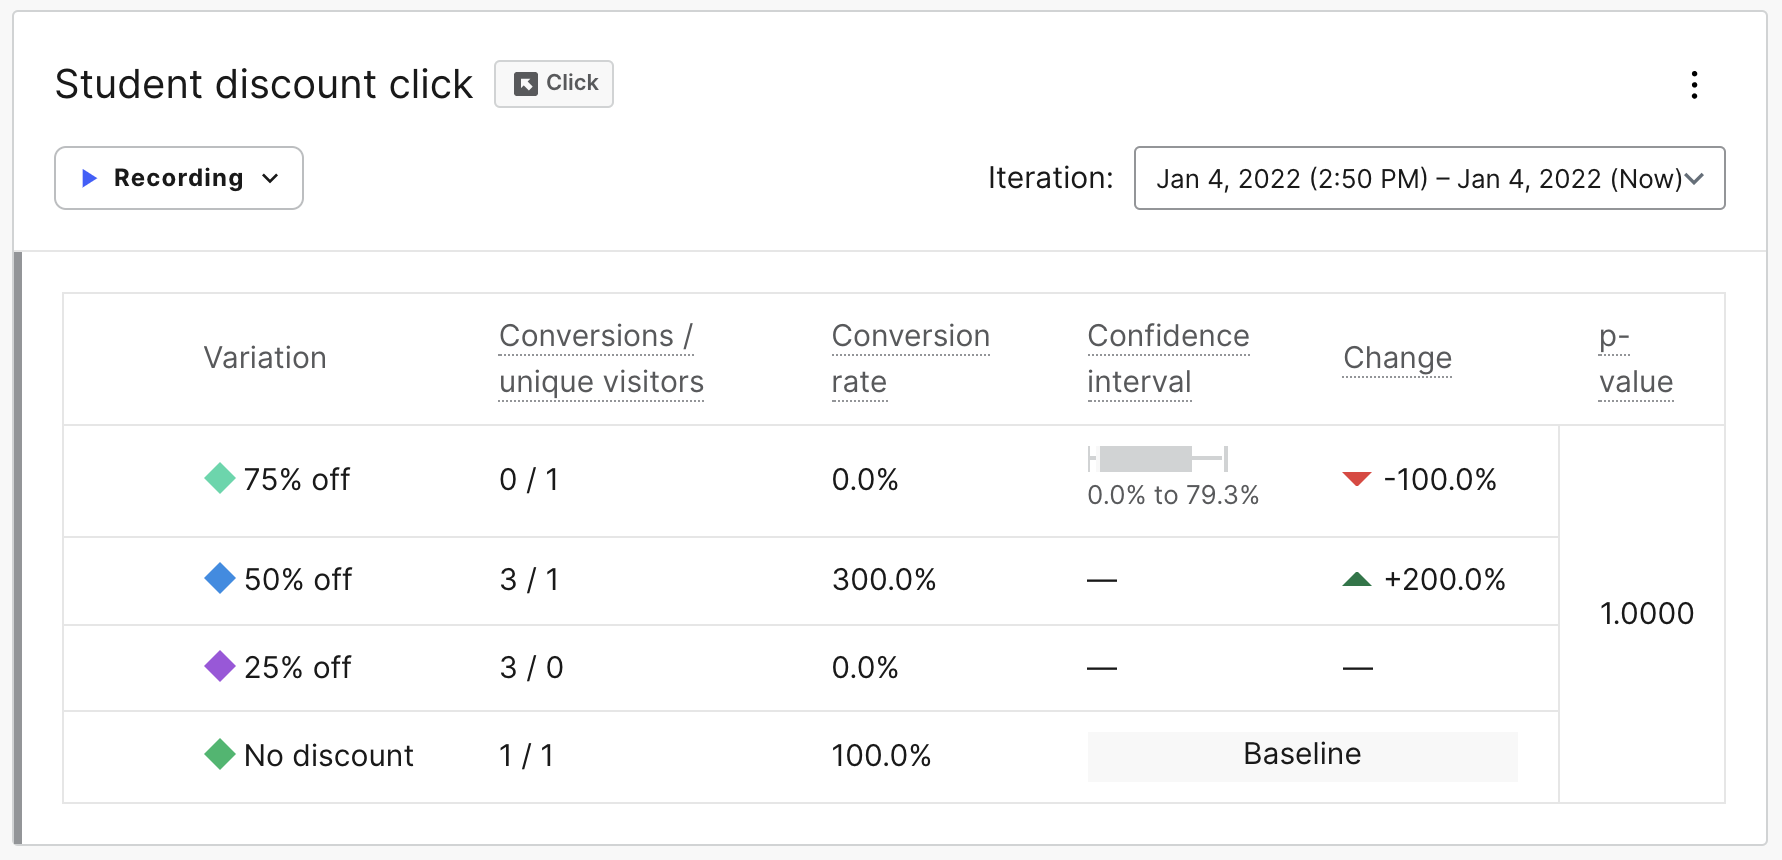 Student discount click
Click
Recording
Iteration:
Jan 4, 2022 (2:50 PM) – Jan 4, 2022 (Now)
Variation
Conversions /
unique visitors
Conversion
rate
Confidence
interval
Change
p-
value
75% off
0 / 1
0.0%
0.0% to 79.3%
-100.0%
50% off
3 / 1
300.0%
—
+200.0%
1.0000
25% off
3 / 0
0.0%
—
—
No discount
1 / 1
100.0%
Baseline